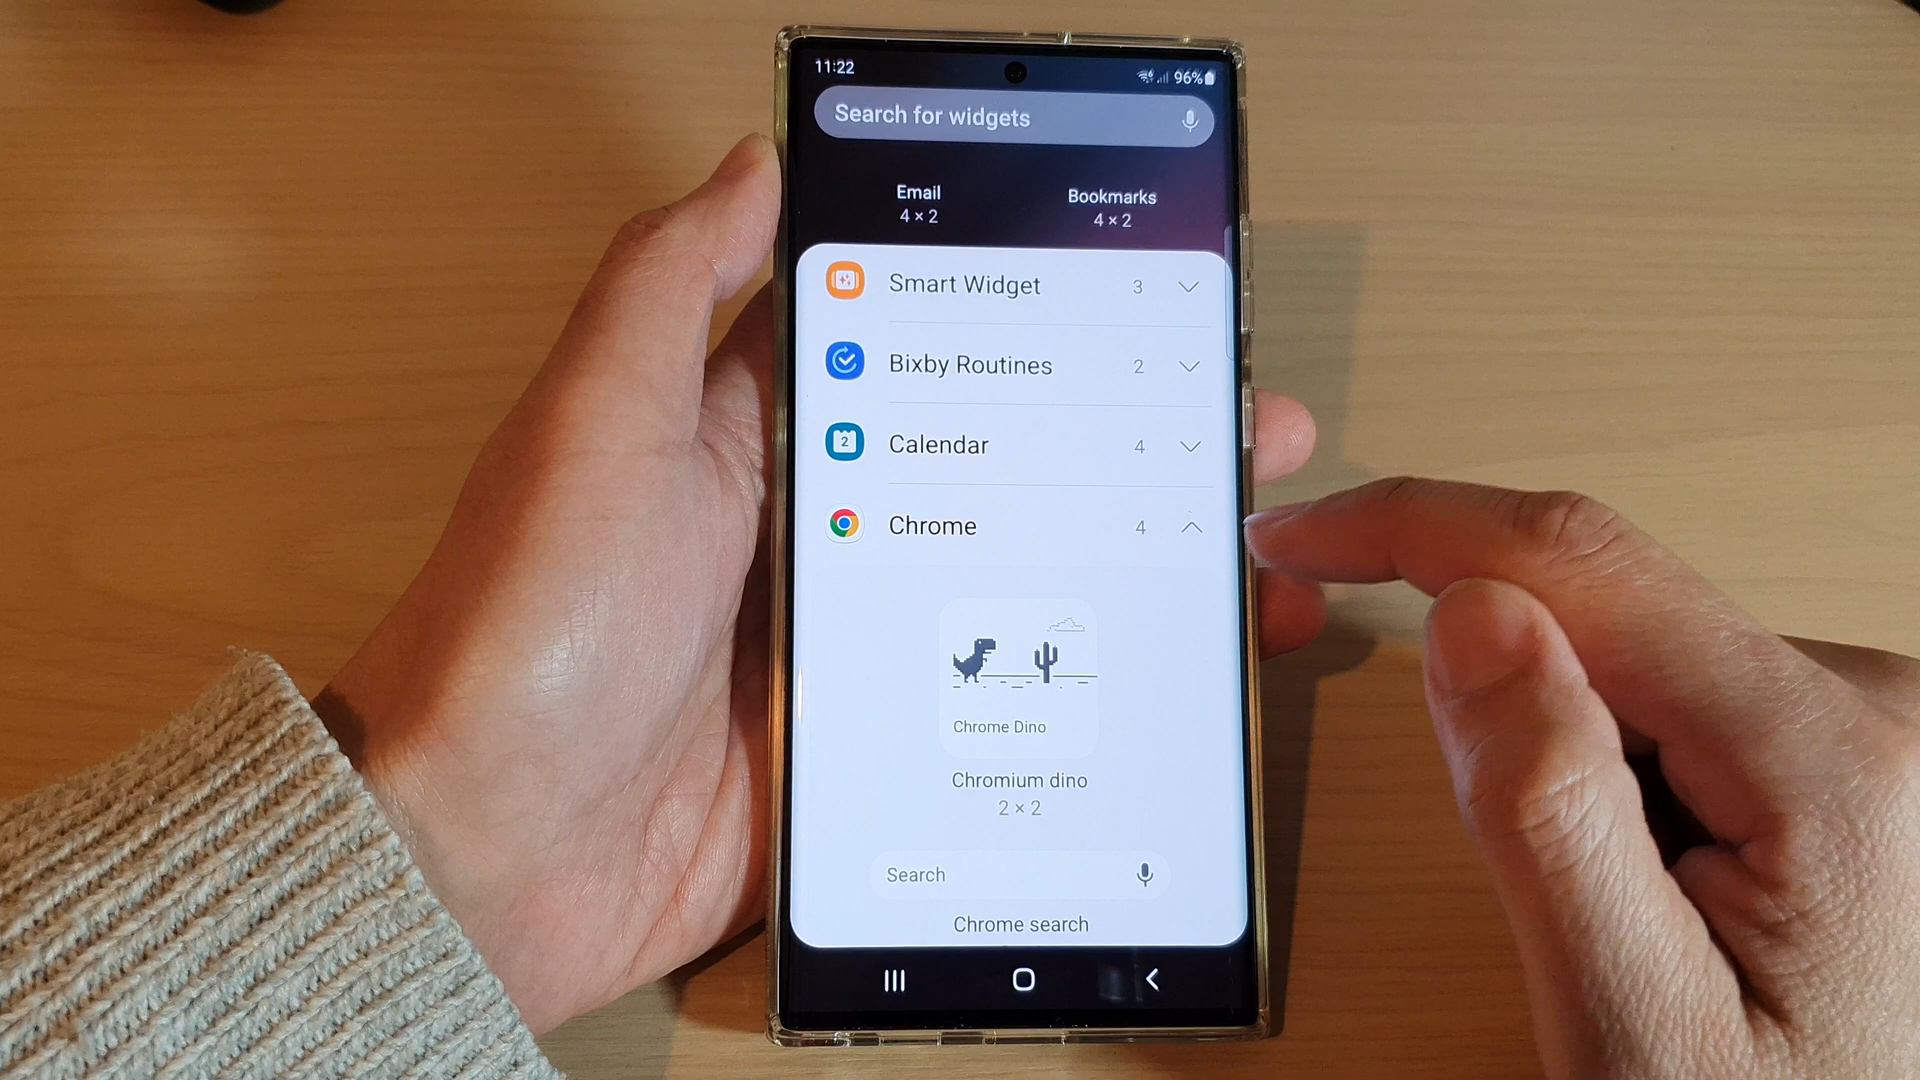 11:22
96%
Search for widgets
Email
4 × 2
Bookmarks
4 × 2
Smart Widget 3
Bixby Routines 2
2 Calendar 4
Chrome 4
Chrome Dino
Chromium dino
2 × 2
Search
Chrome search